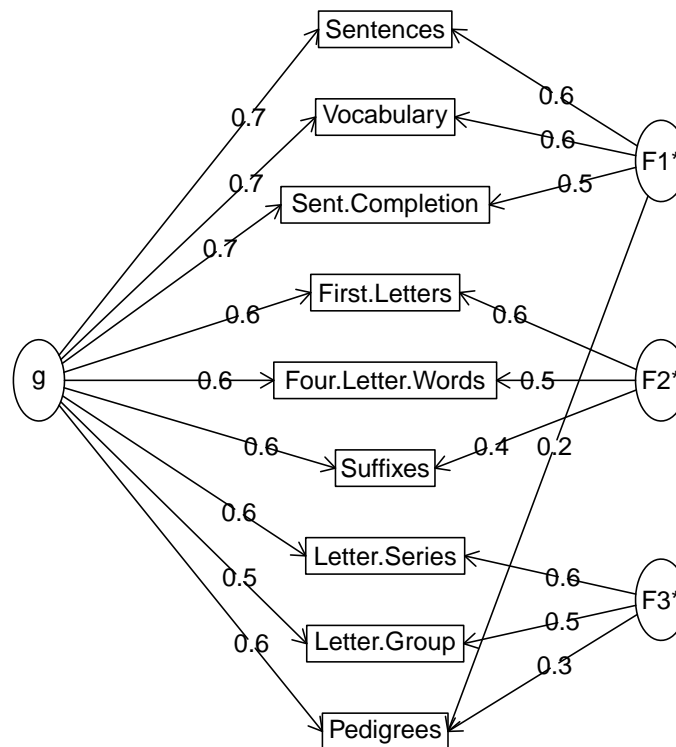 Sentences
0.6
0.7
Vocabulary
0.6
F1*
0.7
0.5
Sent.Completion
0.7
First.Letters
0.6
0.6
g
0.6
Four.Letter.Words
0.5
F2*
0.6
Suffixes
0.4
0.2
0.6
Letter.Series
0.6
F3*
0.5
Letter.Group
0.5
0.6
0.3
Pedigrees